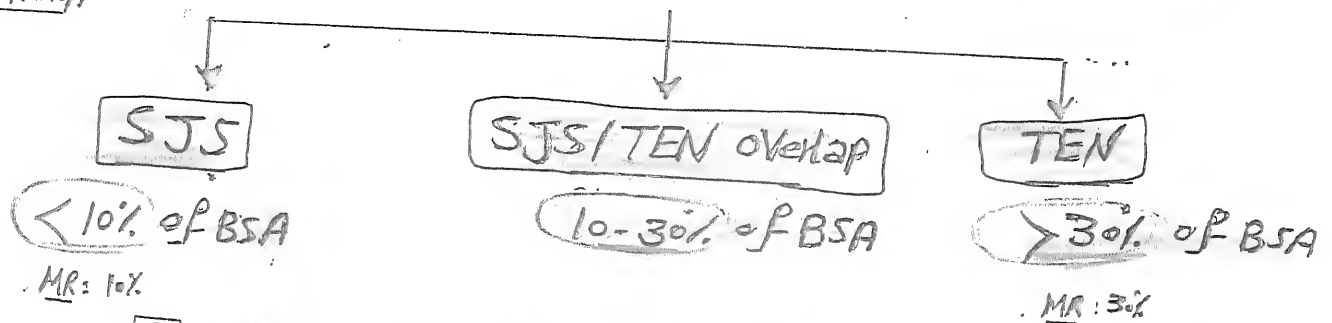 SJS
SJS/TEN overlap
TEN
<10% of BSA
10-30% of BSA
>30% of BSA
MR: 10%
MR: 30%